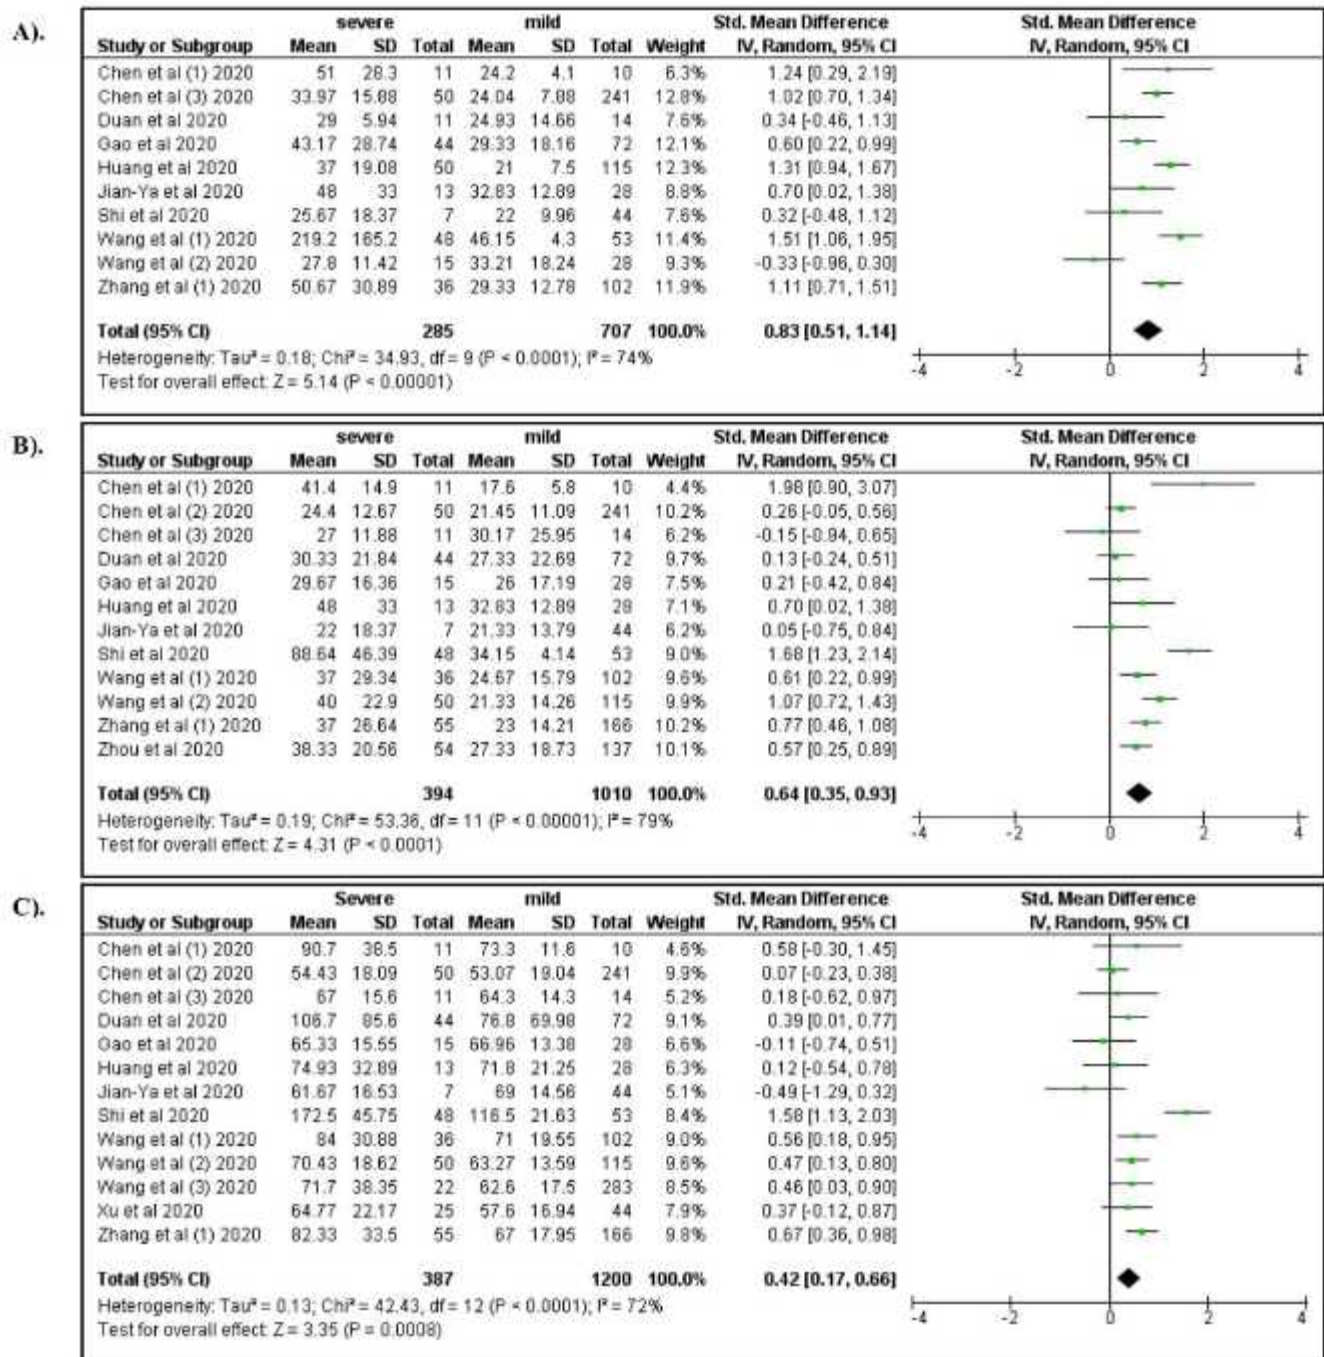 A).
severe mild Std. Mean Difference Std. Mean Difference
Study or Subgroup Mean SD Total Mean SD Total Weight IV, Random, 95% CI IV, Random, 95% CI
Chen et al (1) 2020 51 28.3 11 24.2 4.1 10 6.3% 1.24 [0.29, 2.19]
Chen et al (3) 2020 33.97 15.88 50 24.04 7.88 241 12.8% 1.02 [0.70, 1.34]
Duan et al 2020 29 5.94 11 24.93 14.66 14 7.6% 0.34 [-0.46, 1.13]
Gao et al 2020 43.17 28.74 44 29.33 18.16 72 12.1% 0.60 [0.22, 0.99]
Huang et al 2020 37 19.08 50 21 7.5 115 12.3% 1.31 [0.94, 1.67]
Jian-Ya et al 2020 48 33 13 32.83 12.89 28 8.8% 0.70 [0.02, 1.38]
Shi et al 2020 25.67 18.37 7 22 9.96 44 7.6% 0.32 [-0.48, 1.12]
Wang et al (1) 2020 219.2 165.2 48 46.15 4.3 53 11.4% 1.51 [1.06, 1.95]
Wang et al (2) 2020 27.8 11.42 15 33.21 18.24 28 9.3% -0.33 [-0.96, 0.30]
Zhang et al (1) 2020 50.67 30.89 36 29.33 12.78 102 11.9% 1.11 [0.71, 1.51]
Total (95% CI) 285 707 100.0% 0.83 [0.51, 1.14]
Heterogeneity: Tau² = 0.18; Chi² = 34.93, df = 9 (P < 0.0001); I² = 74%
Test for overall effect: Z = 5.14 (P < 0.00001)
-4 -2 0 2 4
B).
severe mild Std. Mean Difference Std. Mean Difference
Study or Subgroup Mean SD Total Mean SD Total Weight IV, Random, 95% CI IV, Random, 95% CI
Chen et al (1) 2020 41.4 14.9 11 17.6 5.8 10 4.4% 1.98 [0.90, 3.07]
Chen et al (2) 2020 24.4 12.67 50 21.45 11.09 241 10.2% 0.26 [-0.05, 0.56]
Chen et al (3) 2020 27 11.88 11 30.17 25.95 14 6.2% -0.15 [-0.94, 0.65]
Duan et al 2020 30.33 21.84 44 27.33 22.69 72 9.7% 0.13 [-0.24, 0.51]
Gao et al 2020 29.67 16.36 15 26 17.19 28 7.5% 0.21 [-0.42, 0.84]
Huang et al 2020 48 33 13 32.83 12.89 28 7.1% 0.70 [0.02, 1.38]
Jian-Ya et al 2020 22 18.37 7 21.33 13.79 44 6.2% 0.05 [-0.75, 0.84]
Shi et al 2020 88.64 46.39 48 34.15 4.14 53 9.0% 1.68 [1.23, 2.14]
Wang et al (1) 2020 37 29.34 36 24.67 15.79 102 9.6% 0.61 [0.22, 0.99]
Wang et al (2) 2020 40 22.9 50 21.33 14.26 115 9.9% 1.07 [0.72, 1.43]
Zhang et al (1) 2020 37 26.64 55 23 14.21 166 10.2% 0.77 [0.46, 1.08]
Zhou et al 2020 38.33 20.56 54 27.33 18.73 137 10.1% 0.57 [0.25, 0.89]
Total (95% CI) 394 1010 100.0% 0.64 [0.35, 0.93]
Heterogeneity: Tau² = 0.19; Chi² = 53.36, df = 11 (P < 0.00001); I² = 79%
Test for overall effect: Z = 4.31 (P < 0.0001)
-4 -2 0 2 4
C).
Severe mild Std. Mean Difference Std. Mean Difference
Study or Subgroup Mean SD Total Mean SD Total Weight IV, Random, 95% CI IV, Random, 95% CI
Chen et al (1) 2020 90.7 38.5 11 73.3 11.6 10 4.6% 0.58 [-0.30, 1.45]
Chen et al (2) 2020 54.43 18.09 50 53.07 19.04 241 9.9% 0.07 [-0.23, 0.38]
Chen et al (3) 2020 67 15.6 11 64.3 14.3 14 5.2% 0.18 [-0.62, 0.97]
Duan et al 2020 106.7 85.6 44 76.8 69.98 72 9.1% 0.39 [0.01, 0.77]
Gao et al 2020 65.33 15.55 15 66.96 13.38 28 6.6% -0.11 [-0.74, 0.51]
Huang et al 2020 74.93 32.89 13 71.8 21.25 28 6.3% 0.12 [-0.54, 0.78]
Jian-Ya et al 2020 61.67 16.53 7 69 14.56 44 5.1% -0.49 [-1.29, 0.32]
Shi et al 2020 172.5 45.75 48 116.5 21.63 53 8.4% 1.58 [1.13, 2.03]
Wang et al (1) 2020 84 30.88 36 71 19.55 102 9.0% 0.56 [0.18, 0.95]
Wang et al (2) 2020 70.43 18.62 50 63.27 13.59 115 9.6% 0.47 [0.13, 0.80]
Wang et al (3) 2020 71.7 38.35 22 62.6 17.5 283 8.5% 0.46 [0.03, 0.90]
Xu et al 2020 64.77 22.17 25 57.6 16.94 44 7.9% 0.37 [-0.12, 0.87]
Zhang et al (1) 2020 82.33 33.5 55 67 17.95 166 9.8% 0.67 [0.36, 0.98]
Total (95% CI) 387 1200 100.0% 0.42 [0.17, 0.66]
Heterogeneity: Tau² = 0.13; Chi² = 42.43, df = 12 (P < 0.0001); I² = 72%
Test for overall effect: Z = 3.35 (P = 0.0008)
-4 -2 0 2 4